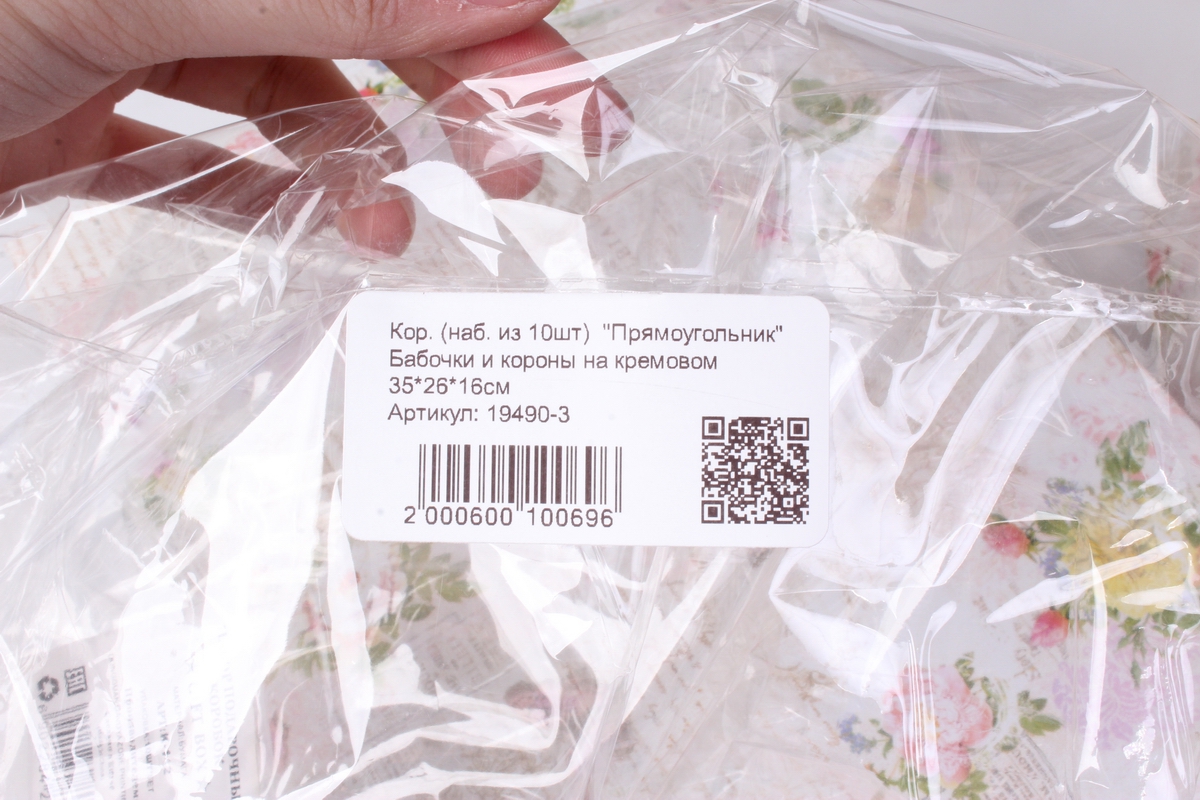 Кор. (наб. из 10шт) "Прямоугольник"
Бабочки и короны на кремовом
35*26*16см
Артикул: 19490-3
2 000600 100696